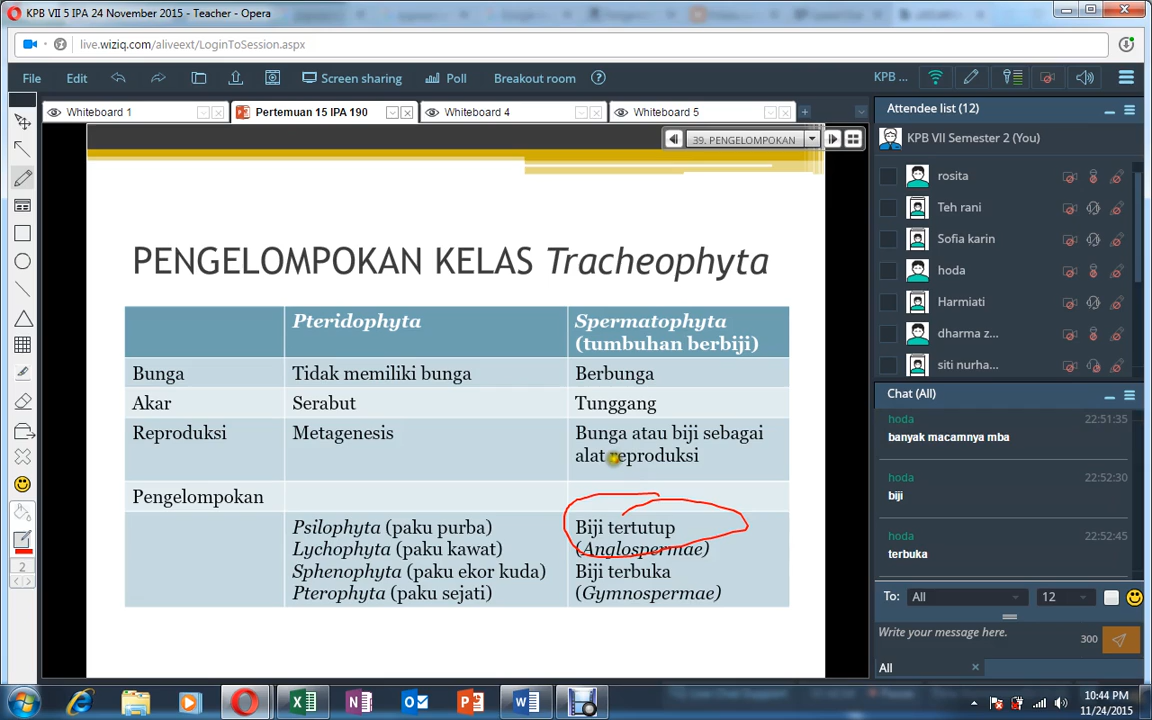 KPB VII 5 IPA 24 November 2015 - Teacher - Opera
live.wiziq.com/aliveext/LoginToSession.aspx
File Edit Screen sharing Poll Breakout room KPB ...
Whiteboard 1 Pertemuan 15 IPA 190 Whiteboard 4 Whiteboard 5
39. PENGELOMPOKAN
PENGELOMPOKAN KELAS Tracheophyta
Pteridophyta Spermatophyta
(tumbuhan berbiji)
Bunga Tidak memiliki bunga Berbunga
Akar Serabut Tunggang
Reproduksi Metagenesis Bunga atau biji sebagai
alat reproduksi
Pengelompokan
Psilophyta (paku purba) Biji tertutup
Lychophyta (paku kawat) (Anglospermae)
Sphenophyta (paku ekor kuda) Biji terbuka
Pterophyta (paku sejati) (Gymnospermae)
2
Attendee list (12)
KPB VII Semester 2 (You)
rosita
Teh rani
Sofia karin
hoda
Harmiati
dharma z...
siti nurha...
Chat (All)
hoda 22:51:35
banyak macamnya mba
hoda 22:52:30
biji
hoda 22:52:45
terbuka
To: All 12
Write your message here. 300
All
10:44 PM
11/24/2015